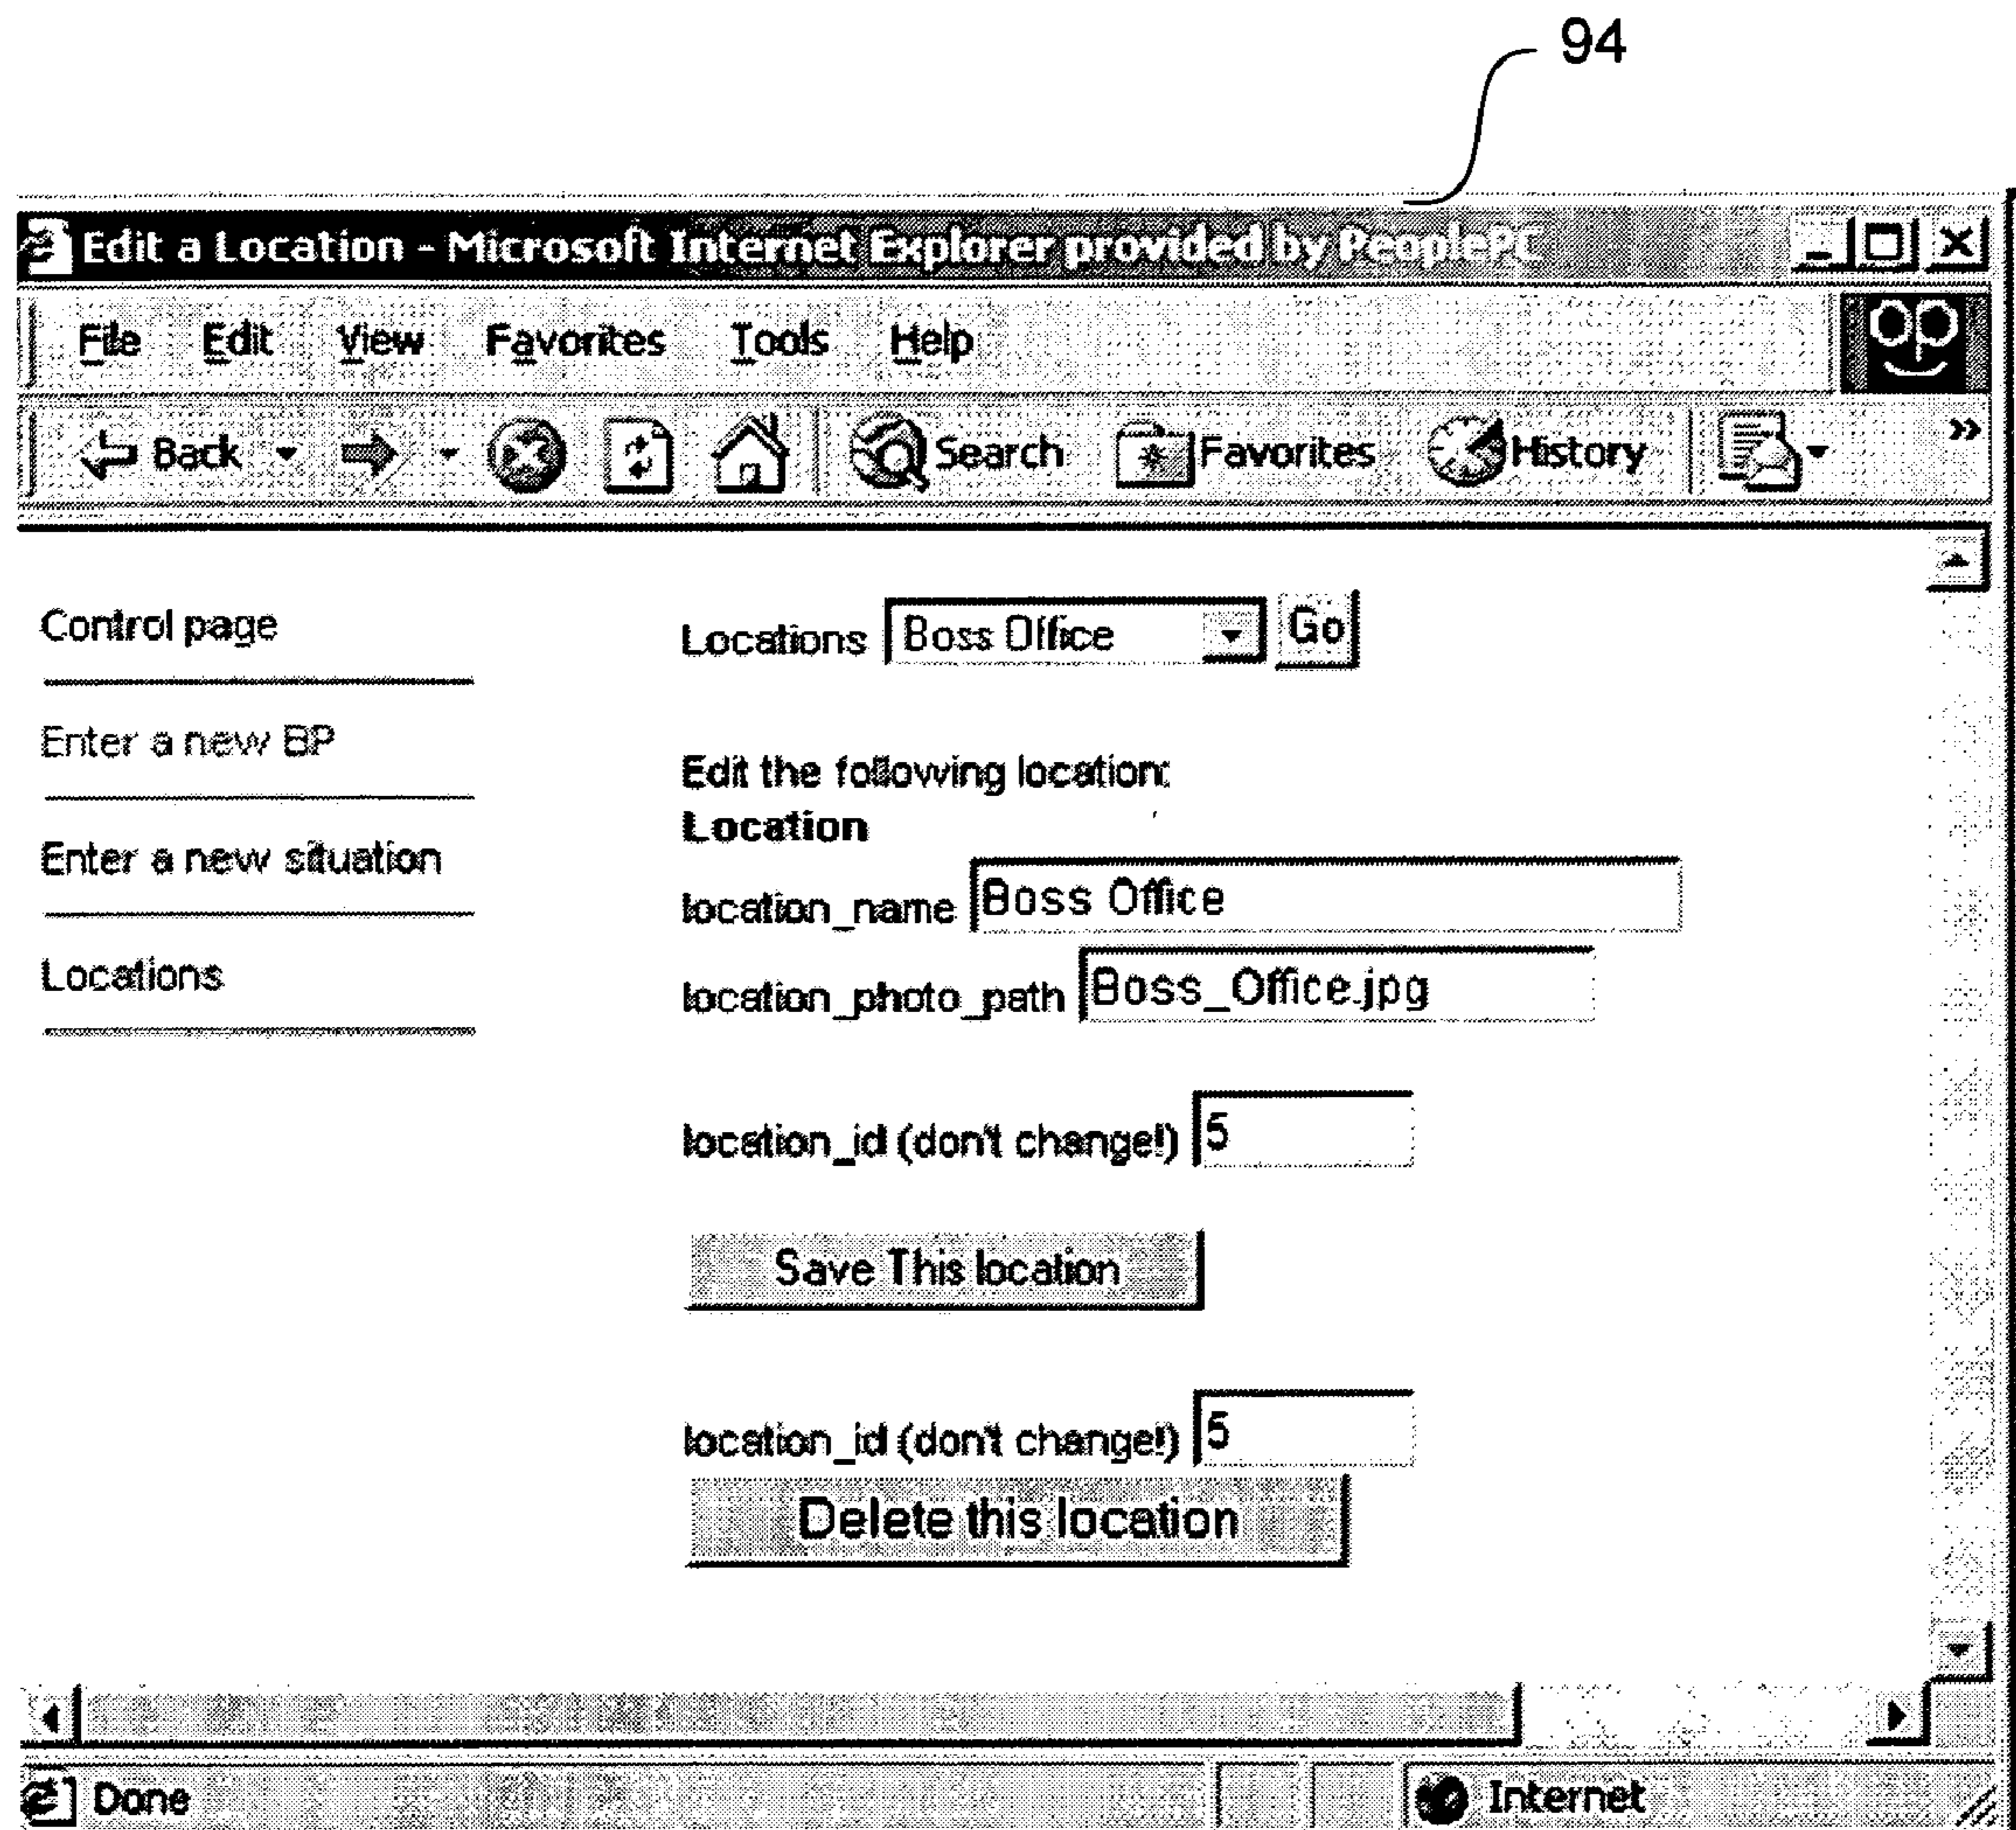 94
Edit a Location - Microsoft Internet Explorer provided by PeoplePC
File Edit View Favorites Tools Help
Back Search Favorites History »
Control page
Enter a new BP
Enter a new situation
Locations
Locations Boss Office Go
Edit the following location:
Location
location_name Boss Office
location_photo_path Boss_Office.jpg
location_id (don't change!) 5
Save This location
location_id (don't change!) 5
Delete this location
Done Internet